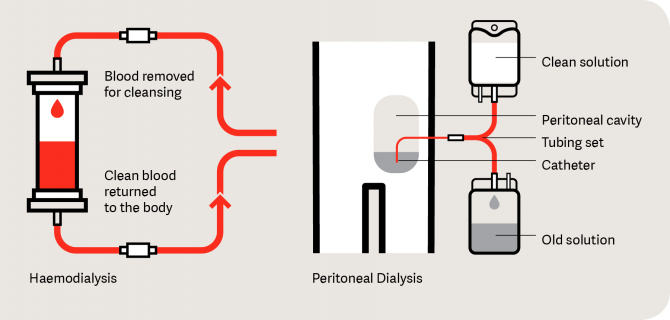 Blood removed
for cleansing
Clean blood
returned
to the body
Haemodialysis
Clean solution
Peritoneal cavity
Tubing set
Catheter
Old solution
Peritoneal Dialysis